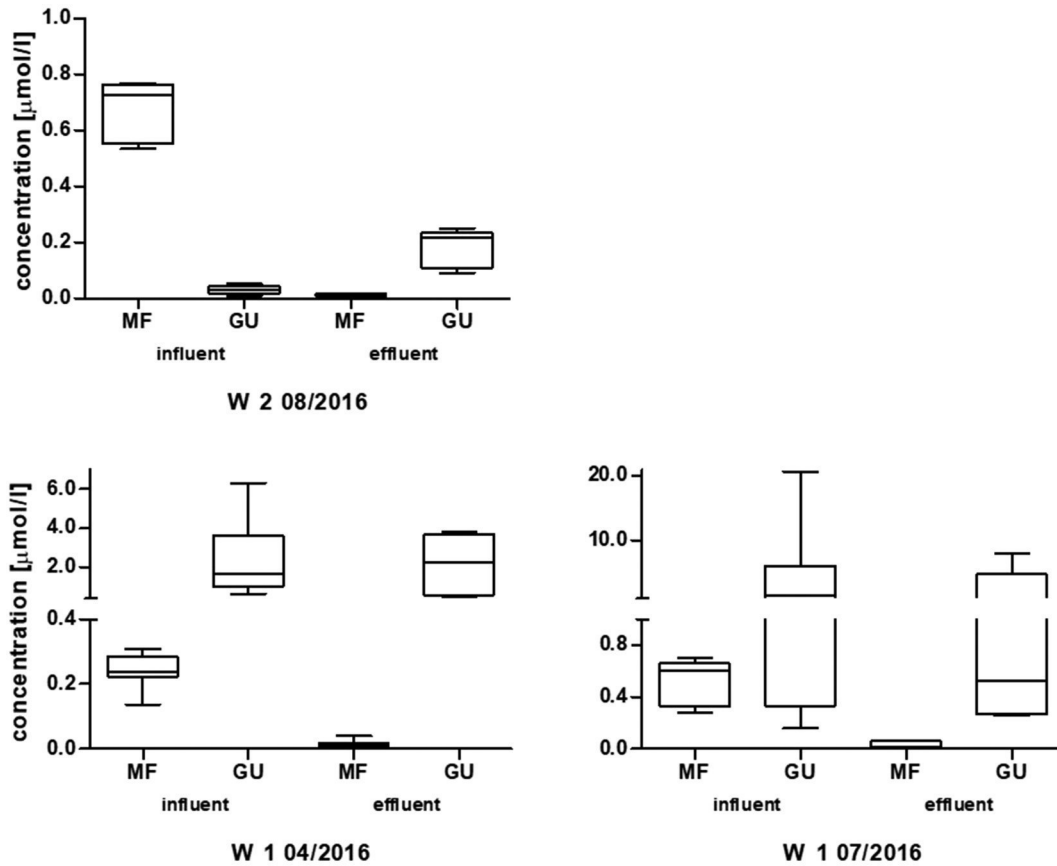 concentration [µmol/l]
1.0
0.8
0.6
0.4
0.2
0.0
MF GU MF GU
influent effluent
W 2 08/2016
concentration [µmol/l]
6.0
4.0
2.0
0.4
0.2
0.0
MF GU MF GU
influent effluent
W 1 04/2016
20.0
10.0
0.8
0.4
0.0
MF GU MF GU
influent effluent
W 1 07/2016